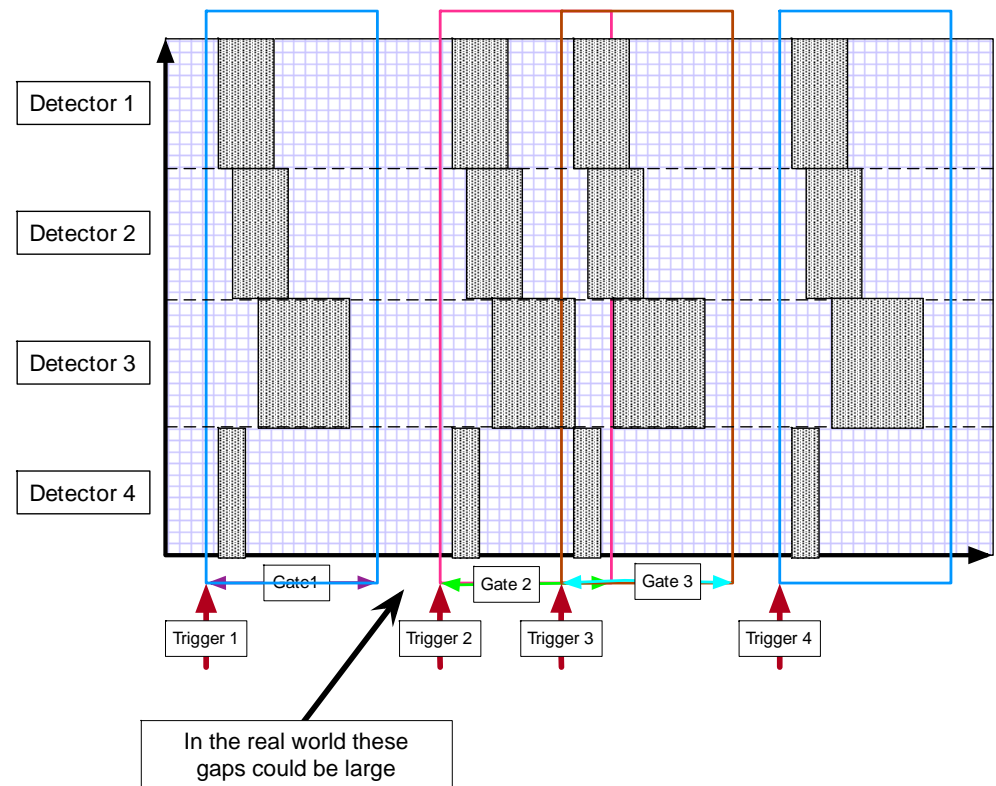 Detector 1
Detector 2
Detector 3
Detector 4
Gate1
Gate 2
Gate 3
Trigger 1
Trigger 2
Trigger 3
Trigger 4
In the real world these
gaps could be large